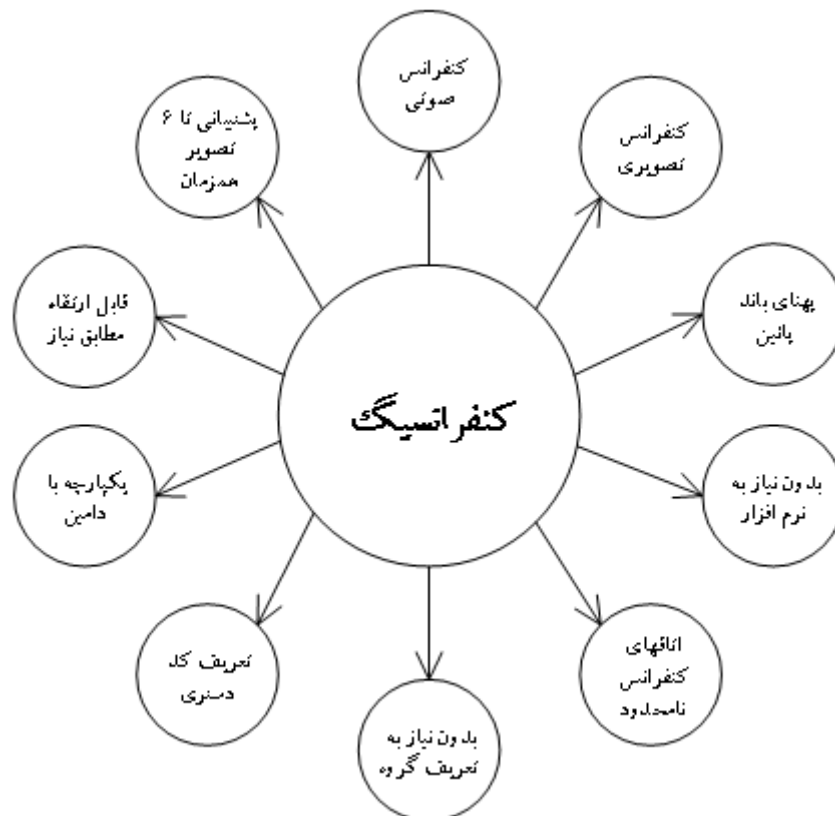 کنفرانس
صوتی
کنفرانس
تصویری
پهنای باند
پائین
بدون نیاز به
نرم افزار
اتاقهای
کنفرانس
نامحدود
بدون نیاز به
تعریف گروه
تعریف کد
دستری
یکپارچه با
دامین
قابل ارتقاء
مطابق نیاز
پشتیبانی تا ۶
تصویر
همزمان
کنفرانسیگ